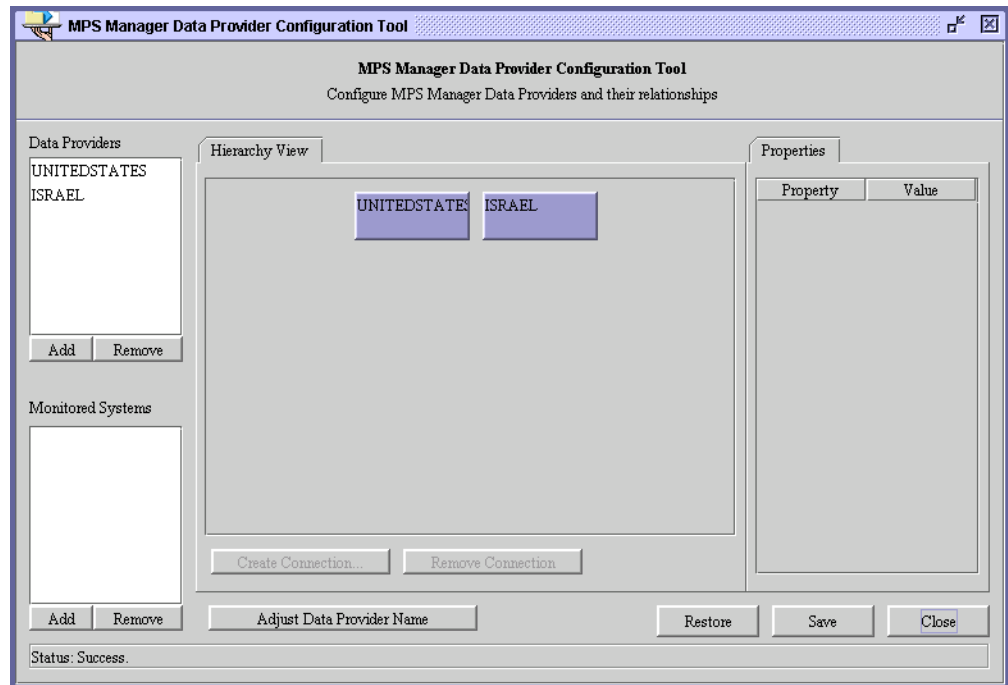 MPS Manager Data Provider Configuration Tool
MPS Manager Data Provider Configuration Tool
Configure MPS Manager Data Providers and their relationships
Data Providers
UNITEDSTATES
ISRAEL
Add
Remove
Monitored Systems
Add
Remove
Hierarchy View
UNITEDSTATES
ISRAEL
Create Connection...
Remove Connection
Adjust Data Provider Name
Properties
Property
Value
Restore
Save
Close
Status: Success.